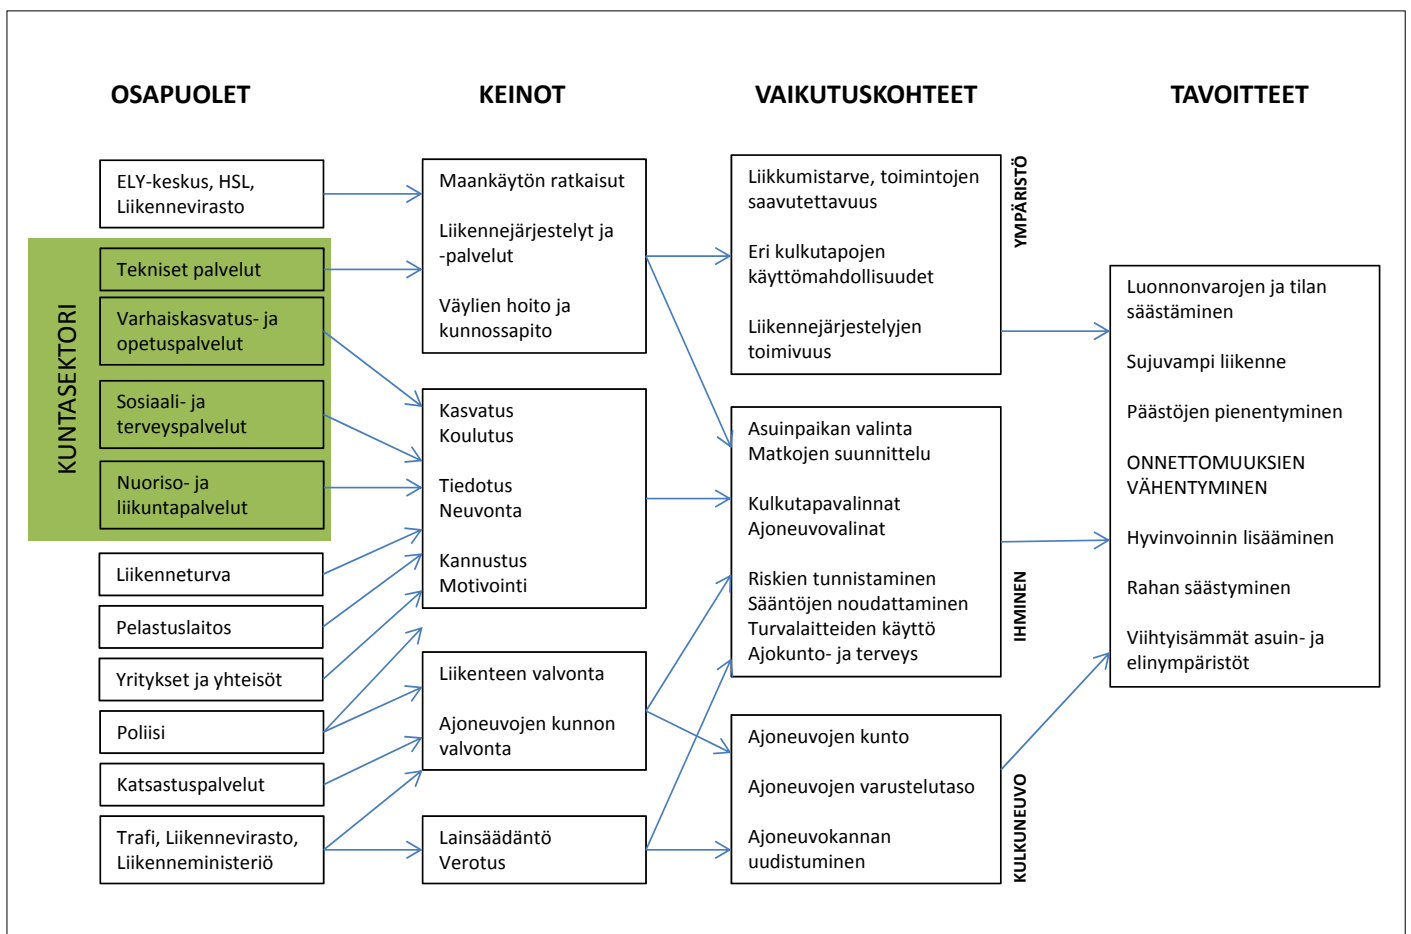 OSAPUOLET
KEINOT
VAIKUTUSKOHTEET
TAVOITTEET
ELY-keskus, HSL,
Liikennevirasto
KUNTASEKTORI
Tekniset palvelut
Varhaiskasvatus- ja
opetuspalvelut
Sosiaali- ja
terveyspalvelut
Nuoriso- ja
liikuntapalvelut
Liikenneturva
Pelastuslaitos
Yritykset ja yhteisöt
Poliisi
Katsastuspalvelut
Trafi, Liikennevirasto,
Liikenneministeriö
Maankäytön ratkaisut
Liikennejärjestelyt ja
-palvelut
Väylien hoito ja
kunnossapito
Kasvatus
Koulutus
Tiedotus
Neuvonta
Kannustus
Motivointi
Liikenteen valvonta
Ajoneuvojen kunnon
valvonta
Lainsäädäntö
Verotus
Liikkumistarve, toimintojen
saavutettavuus
Eri kulkutapojen
käyttömahdollisuudet
Liikennejärjestelyjen
toimivuus
YMPÄRISTÖ
Asuinpaikan valinta
Matkojen suunnittelu
Kulkutapavalinnat
Ajoneuvovalinat
Riskien tunnistaminen
Sääntöjen noudattaminen
Turvalaitteiden käyttö
Ajokunto- ja terveys
IHMINEN
Ajoneuvojen kunto
Ajoneuvojen varustelutaso
Ajoneuvokannan
uudistuminen
KULKUNEUVO
Luonnonvarojen ja tilan
säästäminen
Sujuvampi liikenne
Päästöjen pienentyminen
ONNETTOMUUKSIEN
VÄHENTYMINEN
Hyvinvoinnin lisääminen
Rahan säästyminen
Viihtyisämmät asuin- ja
elinympäristöt